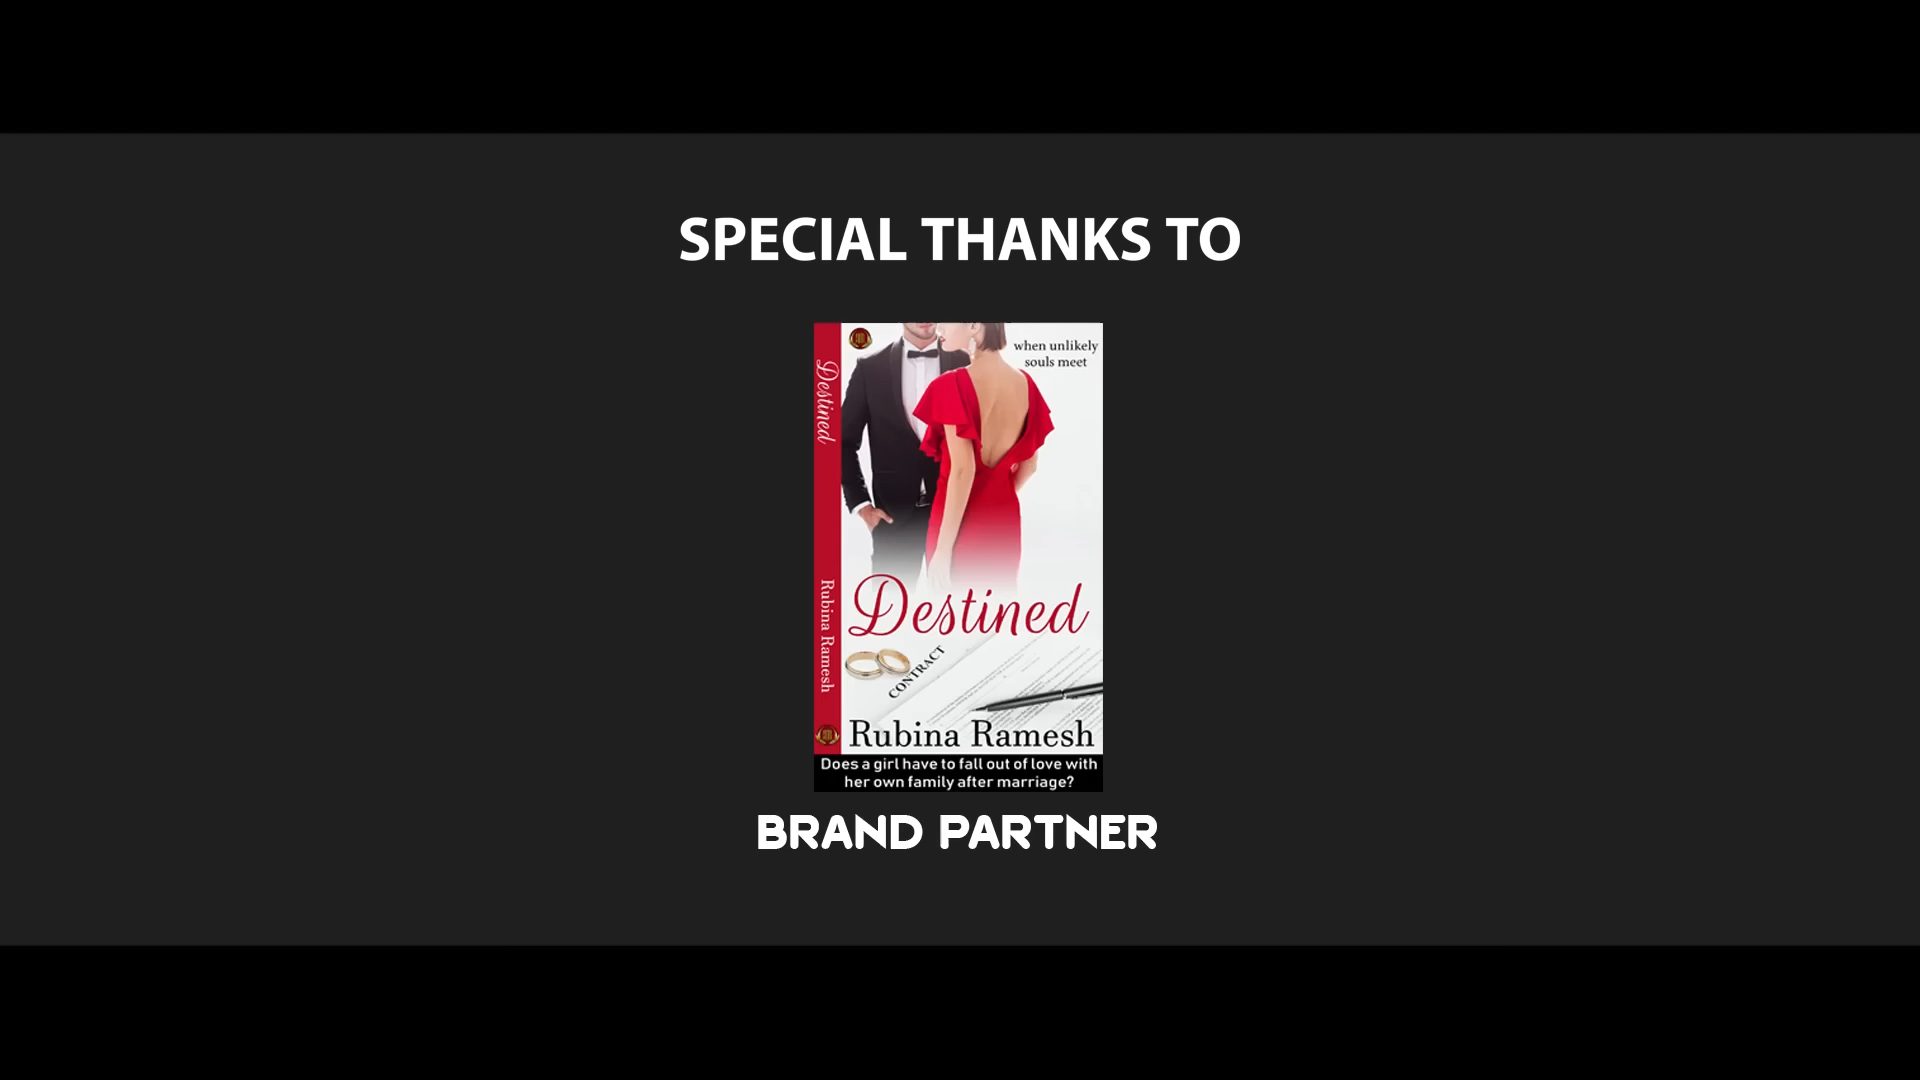 SPECIAL THANKS TO
when unlikely
souls meet
Destined
Rubina Ramesh
Destined
CONTRACT
Rubina Ramesh
Does a girl have to fall out of love with
her own family after marriage?
BRAND PARTNER